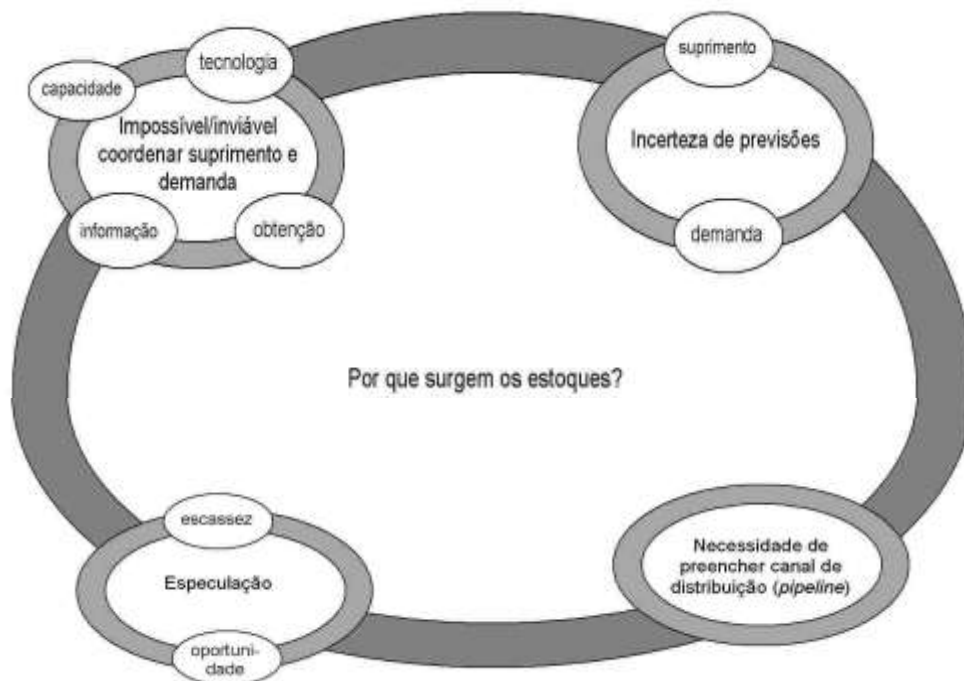 tecnologia
capacidade
Impossível/inviável
coordenar suprimento e
demanda
informação
obtenção
suprimento
Incerteza de previsões
demanda
Por que surgem os estoques?
escassez
Especulação
oportuni-
dade
Necessidade de
preencher canal de
distribuição (pipeline)